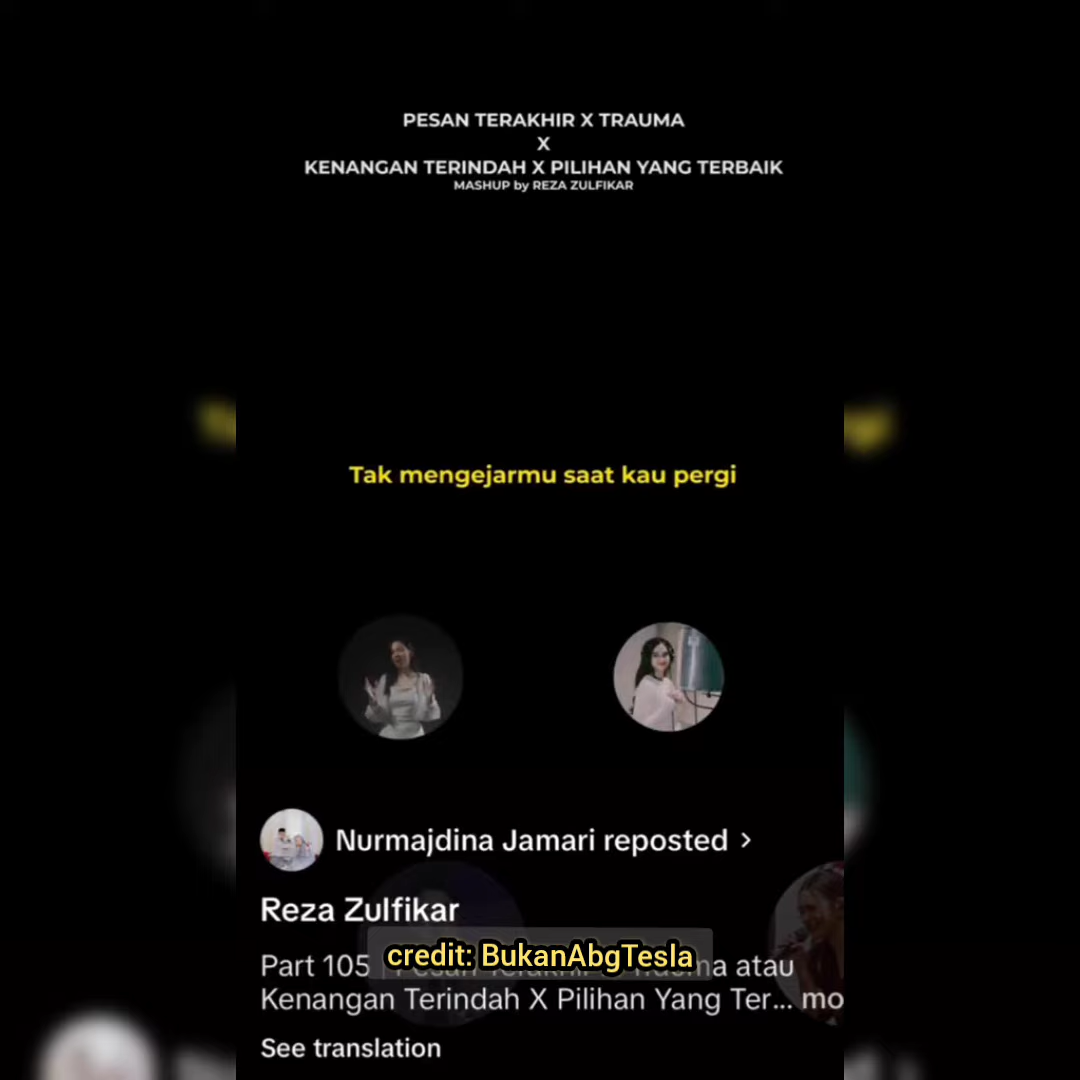 PESAN TERAKHIR X TRAUMA
X
KENANGAN TERINDAH X PILIHAN YANG TERBAIK
MASHUP by REZA ZULFIKAR
Tak mengejarmu saat kau pergi
Nurmajdina Jamari reposted >
Reza Zulfikar
credit: BukanAbgTesla
Part 105 atau
Kenangan Terindah X Pilihan Yang Ter... mo
See translation